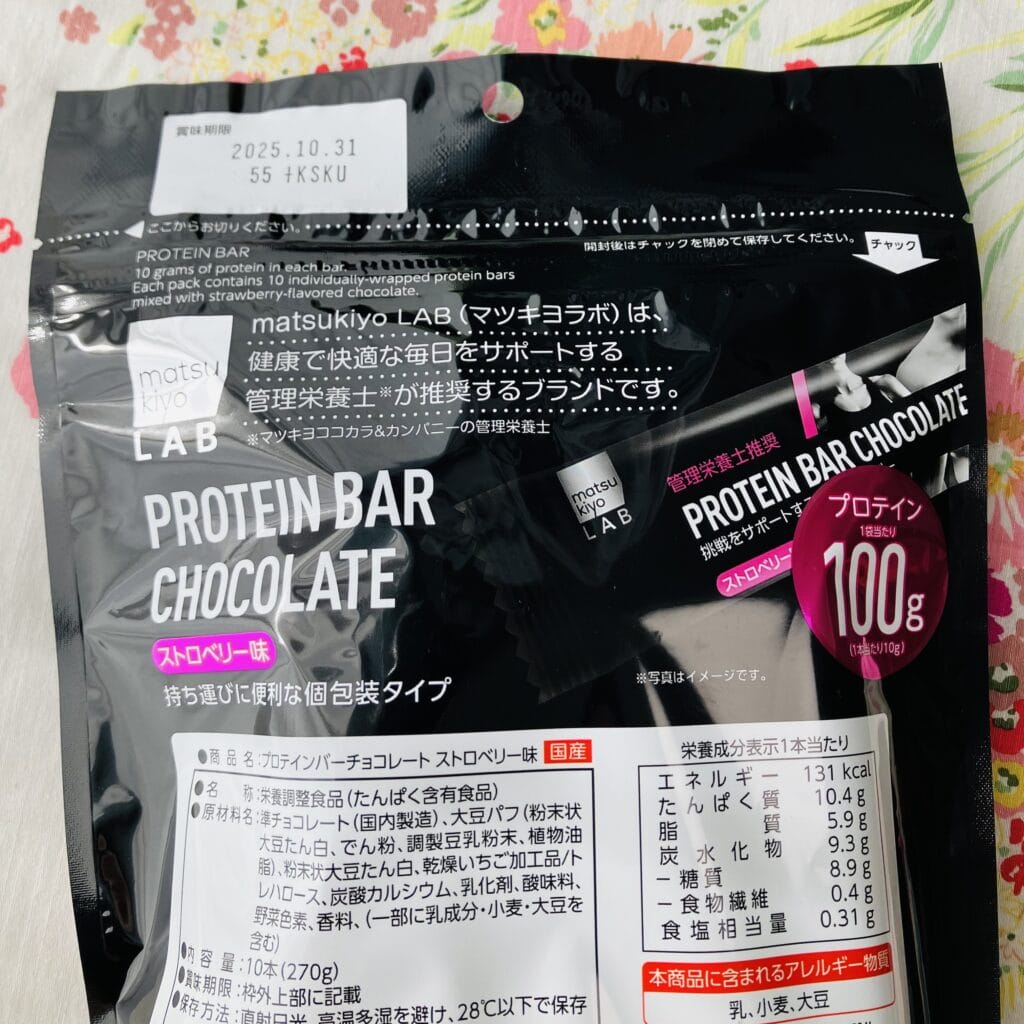 賞味期限
2025.10.31
55 +KSKU
ここからお切りください。
開封後はチャックを閉めて保存してください。
チャック
PROTEIN BAR
10 grams of protein in each bar.
Each pack contains 10 individually-wrapped protein bars
mixed with strawberry-flavored chocolate.
matsu
kiyo
LAB
matsukiyo LAB(マツキヨラボ)は、
健康で快適な毎日をサポートする
管理栄養士※が推奨するブランドです。
※マツキヨココカラ&カンパニーの管理栄養士
PROTEIN BAR
CHOCOLATE
ストロベリー味
持ち運びに便利な個包装タイプ
matsu
kiyo
LAB
管理栄養士推奨
PROTEIN BAR CHOCOLATE
挑戦をサポートす
ストロベリー
プロテイン
1袋当たり
100g
(1本当たり10g)
※写真はイメージです。
●商品名:プロテインバーチョコレート ストロベリー味 国産
●名称:栄養調整食品(たんぱく含有食品)
●原材料名:準チョコレート(国内製造)、大豆パフ(粉末状
大豆たん白、でん粉、調製豆乳粉末、植物油
脂)、粉末状大豆たん白、乾燥いちご加工品/ト
レハロース、炭酸カルシウム、乳化剤、酸味料、
野菜色素、香料、(一部に乳成分・小麦・大豆を
含む)
●内容量:10本(270g)
●賞味期限:枠外上部に記載
●保存方法:直射日光、高温多湿を避け、28℃以下で保存
栄養成分表示1本当たり
エネルギー 131 kcal
たんぱく質 10.4 g
脂質 5.9 g
炭水化物 9.3 g
−糖質 8.9 g
−食物繊維 0.4 g
食塩相当量 0.31 g
本商品に含まれるアレルギー物質
乳、小麦、大豆